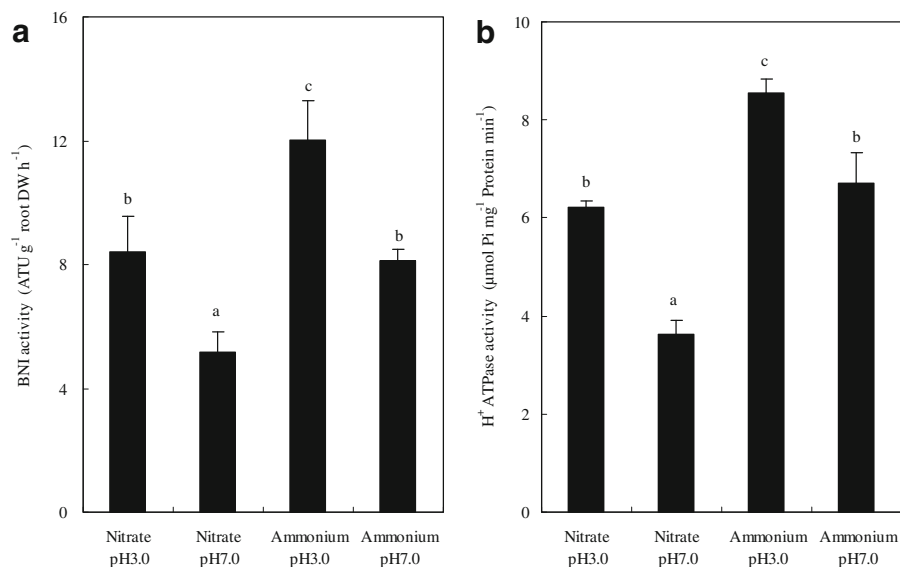 a
BNI activity (ATU g⁻¹ root DW h⁻¹)
16
12
8
4
0
b
a
c
b
Nitrate pH3.0
Nitrate pH7.0
Ammonium pH3.0
Ammonium pH7.0
b
H⁺ ATPase activity (μmol Pi mg⁻¹ Protein min⁻¹)
10
8
6
4
2
0
b
a
c
b
Nitrate pH3.0
Nitrate pH7.0
Ammonium pH3.0
Ammonium pH7.0